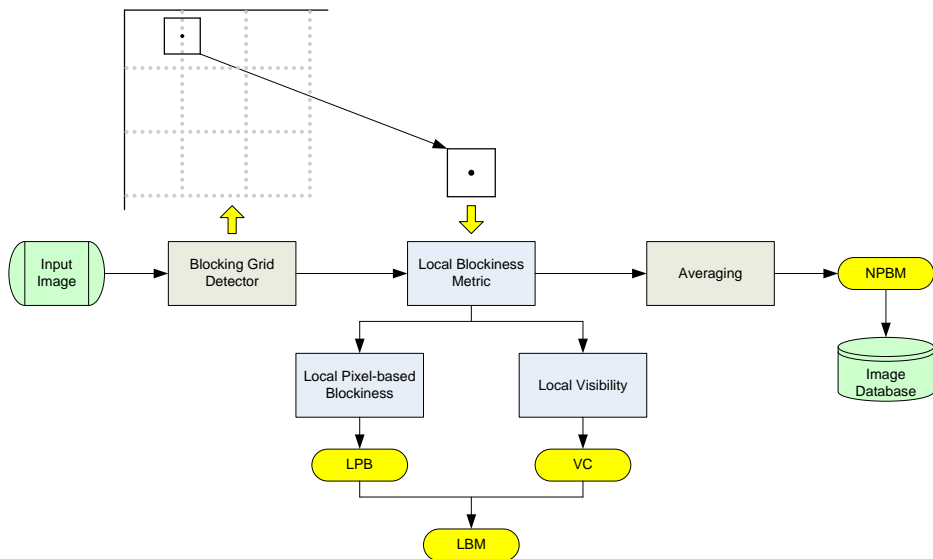 Input
Image
Blocking Grid
Detector
Local Blockiness
Metric
Averaging
NPBM
Image
Database
Local Pixel-based
Blockiness
Local Visibility
LPB
VC
LBM